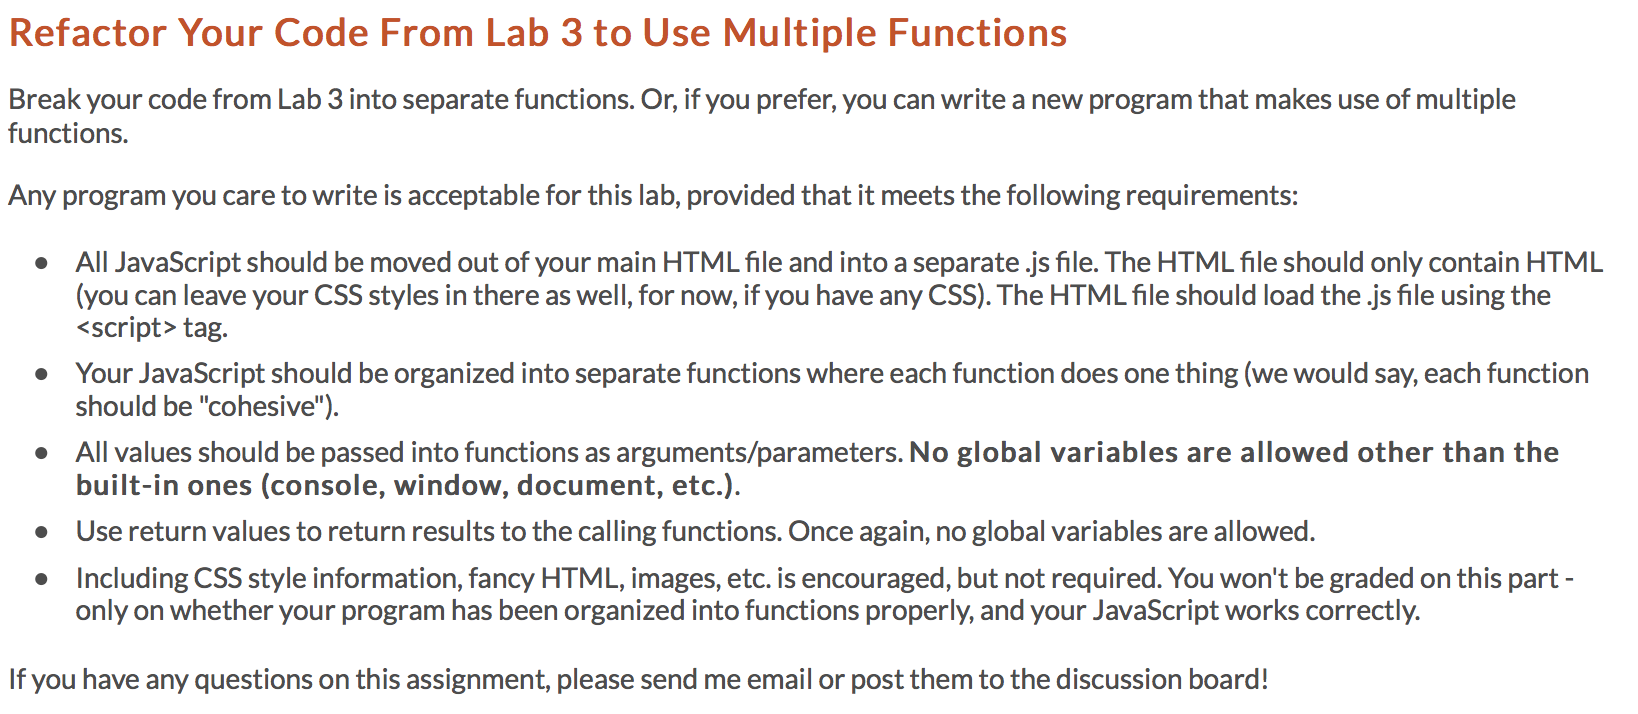 Refactor Your Code From Lab 3 to Use Multiple Functions
Break your code from Lab 3 into separate functions. Or, if you prefer, you can write a new program that makes use of multiple
functions.
Any program you care to write is acceptable for this lab, provided that it meets the following requirements:
● All JavaScript should be moved out of your main HTML file and into a separate .js file. The HTML file should only contain HTML
(you can leave your CSS styles in there as well, for now, if you have any CSS). The HTML file should load the .js file using the
<script> tag.
● Your JavaScript should be organized into separate functions where each function does one thing (we would say, each function
should be "cohesive").
● All values should be passed into functions as arguments/parameters. No global variables are allowed other than the
built-in ones (console, window, document, etc.).
● Use return values to return results to the calling functions. Once again, no global variables are allowed.
● Including CSS style information, fancy HTML, images, etc. is encouraged, but not required. You won't be graded on this part -
only on whether your program has been organized into functions properly, and your JavaScript works correctly.
If you have any questions on this assignment, please send me email or post them to the discussion board!